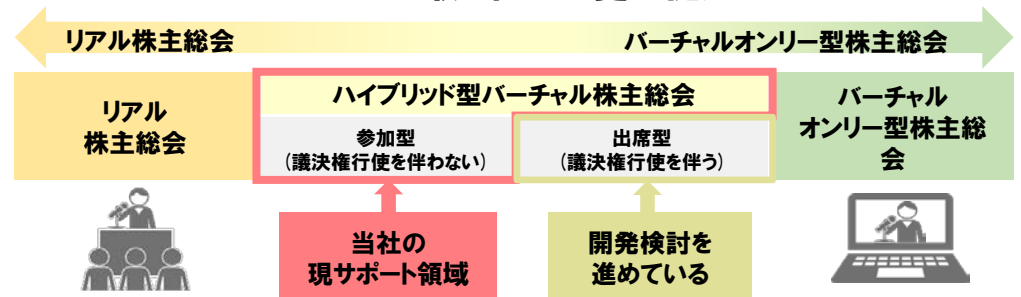 リアル株主総会
バーチャルオンリー型株主総会
リアル
株主総会
ハイブリッド型バーチャル株主総会
参加型
(議決権行使を伴わない)
出席型
(議決権行使を伴う)
バーチャル
オンリー型株主総
会
当社の
現サポート領域
開発検討を
進めている